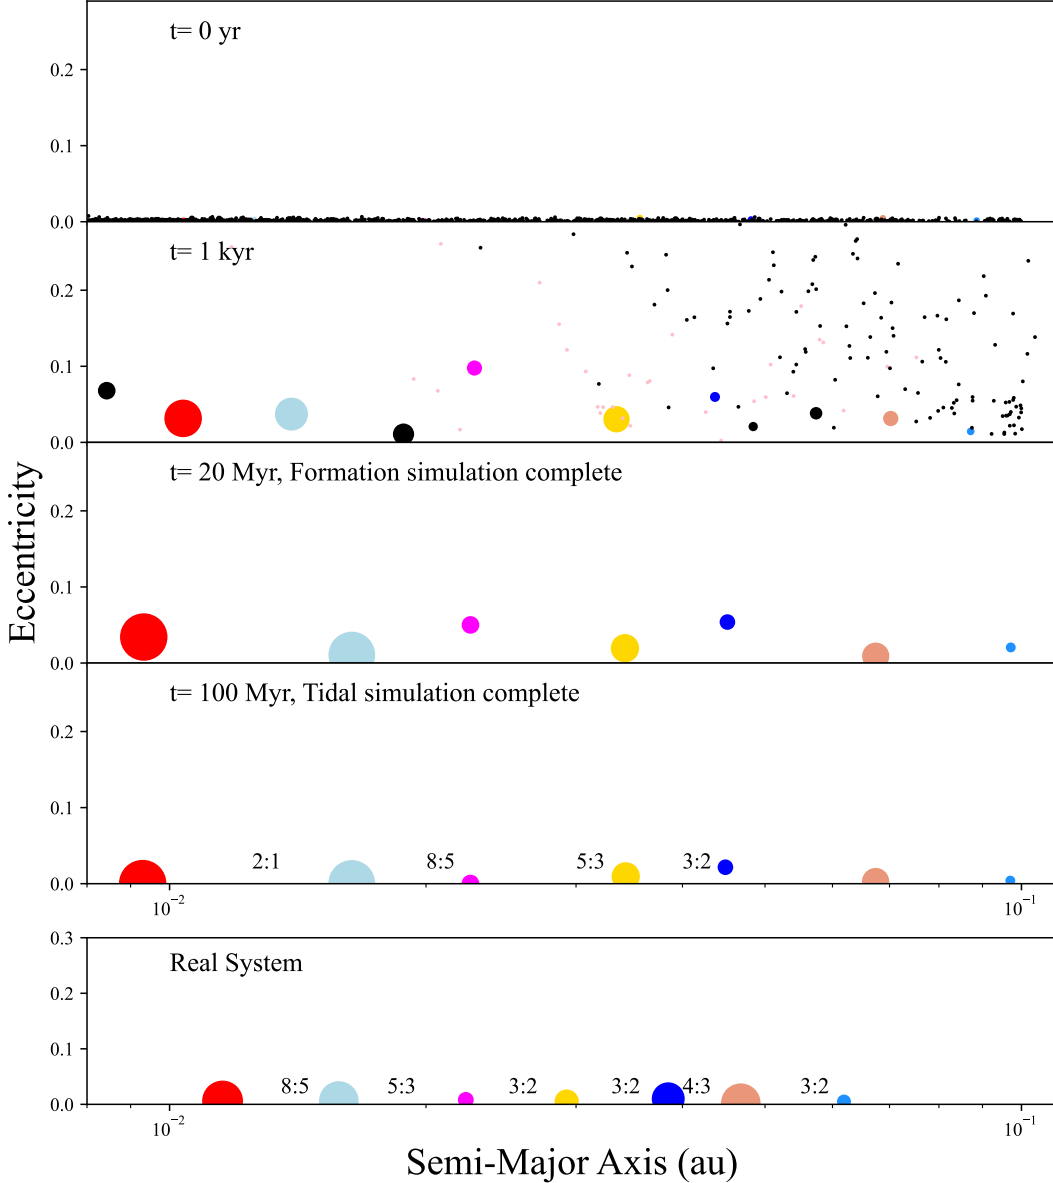 t= 0 yr
0.2
0.1
0.0
t= 1 kyr
0.2
0.1
0.0
t= 20 Myr, Formation simulation complete
0.2
0.1
0.0
t= 100 Myr, Tidal simulation complete
0.2
0.1
2:1 8:5 5:3 3:2
0.0
10⁻² 10⁻¹
Eccentricity
0.3
Real System
0.2
0.1
8:5 5:3 3:2 3:2 4:3 3:2
0.0
10⁻² 10⁻¹
Semi-Major Axis (au)